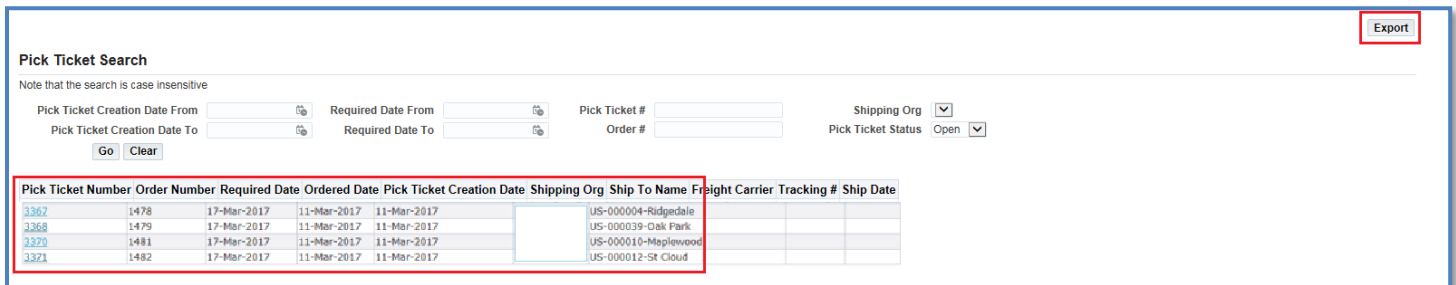 Export
Pick Ticket Search
Note that the search is case insensitive
Pick Ticket Creation Date From Required Date From Pick Ticket # Shipping Org
Pick Ticket Creation Date To Required Date To Order # Pick Ticket Status Open
Go Clear
Pick Ticket Number Order Number Required Date Ordered Date Pick Ticket Creation Date Shipping Org Ship To Name Freight Carrier Tracking # Ship Date
3367 1478 17-Mar-2017 11-Mar-2017 11-Mar-2017 US-000004-Ridgedale
3368 1479 17-Mar-2017 11-Mar-2017 11-Mar-2017 US-000039-Oak Park
3370 1481 17-Mar-2017 11-Mar-2017 11-Mar-2017 US-000010-Maplewood
3371 1482 17-Mar-2017 11-Mar-2017 11-Mar-2017 US-000012-St Cloud